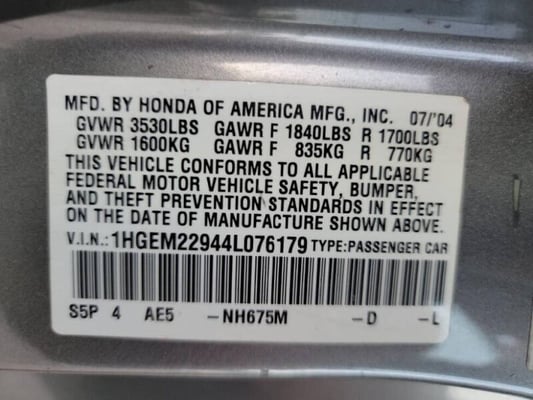 MFD. BY HONDA OF AMERICA MFG., INC. 07/'04
GVWR 3530LBS GAWR F 1840LBS R 1700LBS
GVWR 1600KG GAWR F 835KG R 770KG
THIS VEHICLE CONFORMS TO ALL APPLICABLE
FEDERAL MOTOR VEHICLE SAFETY, BUMPER,
AND THEFT PREVENTION STANDARDS IN EFFECT
ON THE DATE OF MANUFACTURE SHOWN ABOVE.
V.I.N.:1HGEM22944L076179 TYPE:PASSENGER CAR
S5P 4 AE5 -NH675M -D -L